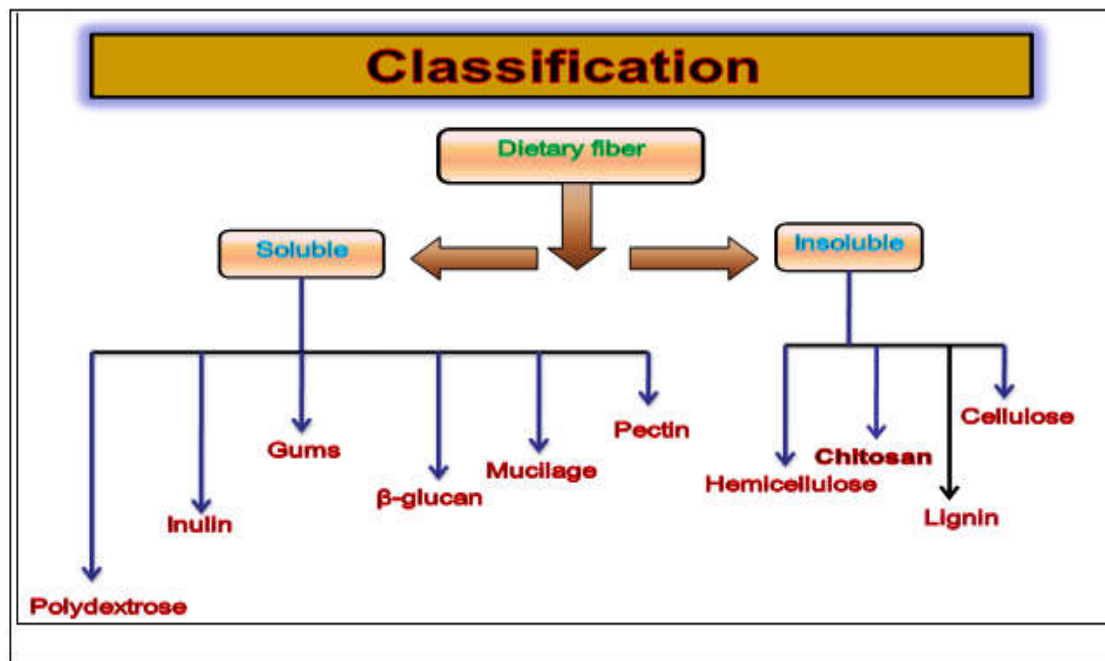 Classification
Dietary fiber
Soluble
Insoluble
Polydextrose
Inulin
Gums
β-glucan
Mucilage
Pectin
Hemicellulose
Chitosan
Lignin
Cellulose